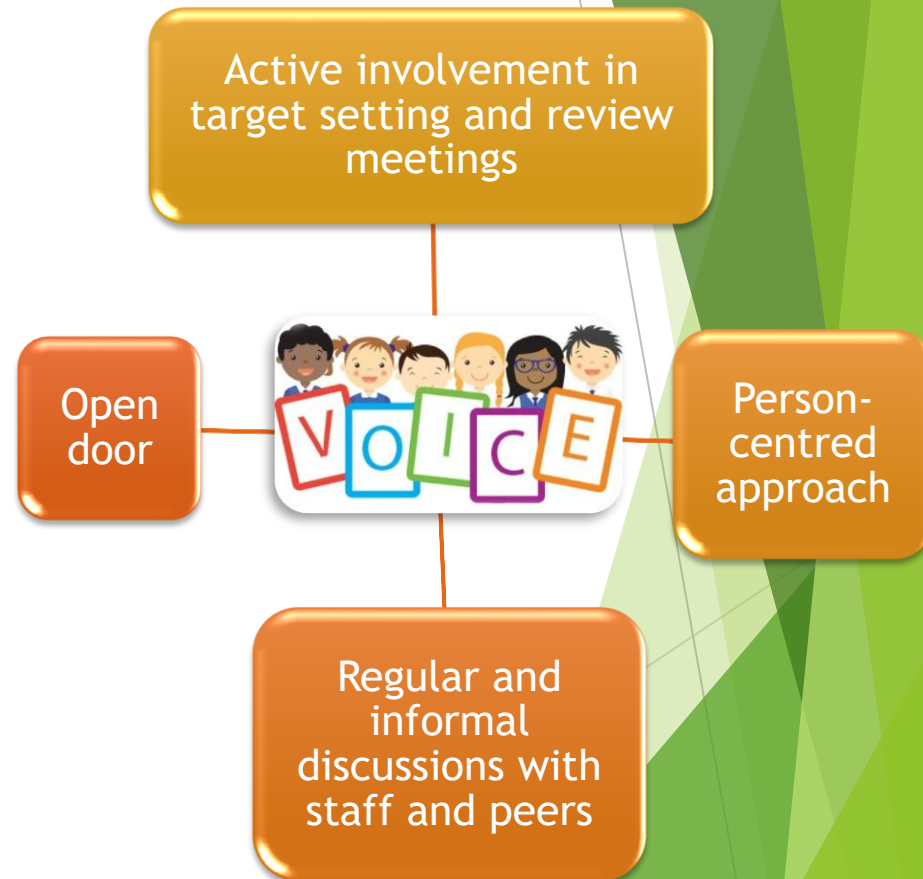 Active involvement in
target setting and review
meetings
Open
door
VOICE
Person-
centred
approach
Regular and
informal
discussions with
staff and peers